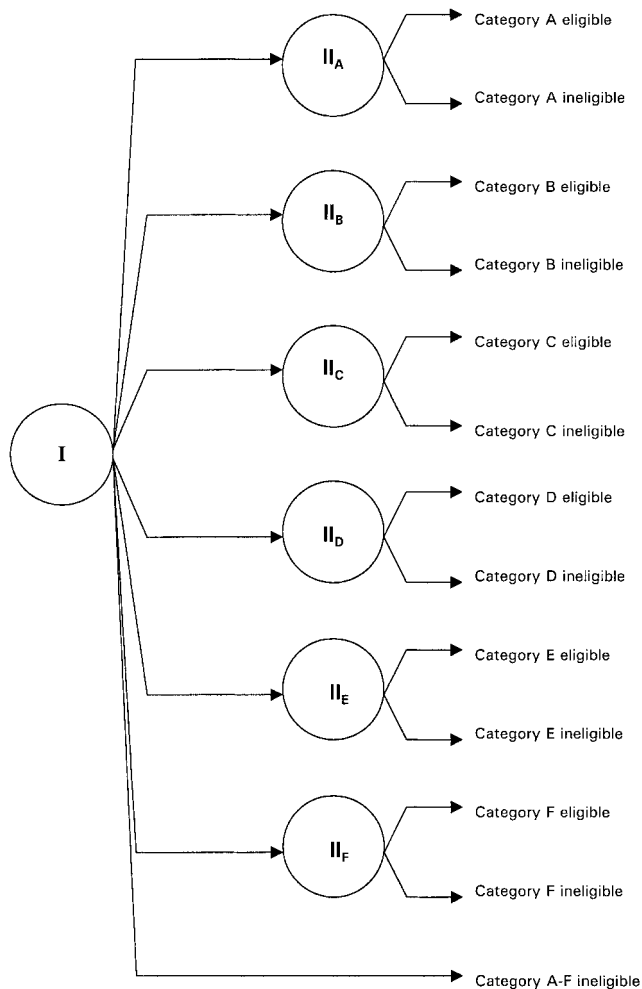 Category A eligible
II_A
Category A ineligible
Category B eligible
II_B
Category B ineligible
Category C eligible
II_C
Category C ineligible
I
Category D eligible
II_D
Category D ineligible
Category E eligible
II_E
Category E ineligible
Category F eligible
II_F
Category F ineligible
Category A-F ineligible